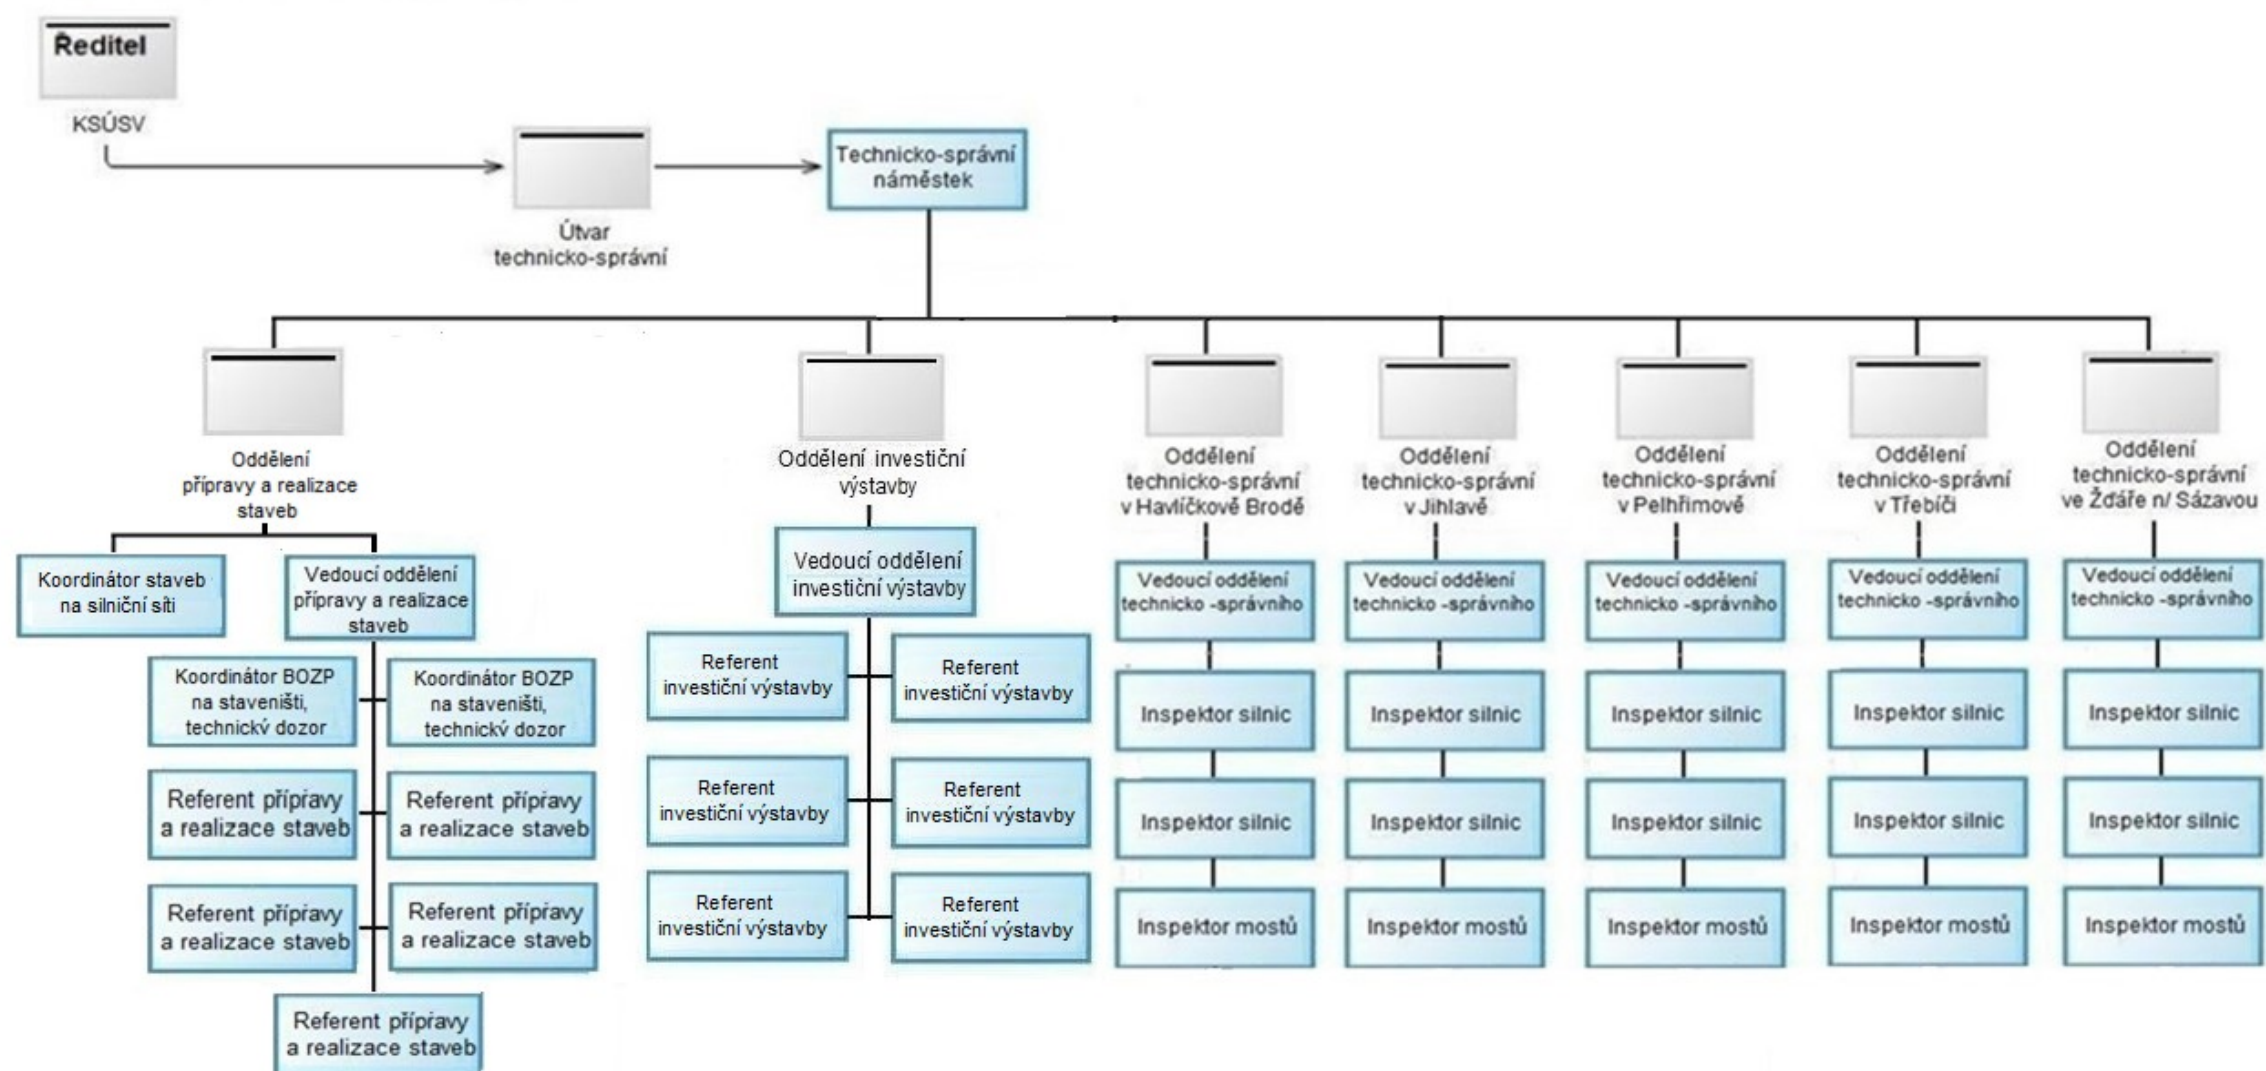 Ředitel
KSÚSV
Útvar
technicko-správní
Technicko-správní
náměstek
Oddělení
přípravy a realizace
staveb
Koordinátor staveb
na silniční síti
Vedoucí oddělení
přípravy a realizace
staveb
Koordinátor BOZP
na staveništi,
technický dozor
Koordinátor BOZP
na staveništi,
technický dozor
Referent přípravy
a realizace staveb
Referent přípravy
a realizace staveb
Referent přípravy
a realizace staveb
Referent přípravy
a realizace staveb
Referent přípravy
a realizace staveb
Oddělení investiční
výstavby
Vedoucí oddělení
investiční výstavby
Referent
investiční výstavby
Referent
investiční výstavby
Referent
investiční výstavby
Referent
investiční výstavby
Referent
investiční výstavby
Referent
investiční výstavby
Oddělení
technicko-správní
v Havlíčkově Brodě
Vedoucí oddělení
technicko -správního
Inspektor silnic
Inspektor silnic
Inspektor mostů
Oddělení
technicko-správní
v Jihlavě
Vedoucí oddělení
technicko -správního
Inspektor silnic
Inspektor silnic
Inspektor mostů
Oddělení
technicko-správní
v Pelhřimově
Vedoucí oddělení
technicko -správního
Inspektor silnic
Inspektor silnic
Inspektor mostů
Oddělení
technicko-správní
v Třebíči
Vedoucí oddělení
technicko -správního
Inspektor silnic
Inspektor silnic
Inspektor mostů
Oddělení
technicko-správní
ve Žďáře n/ Sázavou
Vedoucí oddělení
technicko -správního
Inspektor silnic
Inspektor silnic
Inspektor mostů